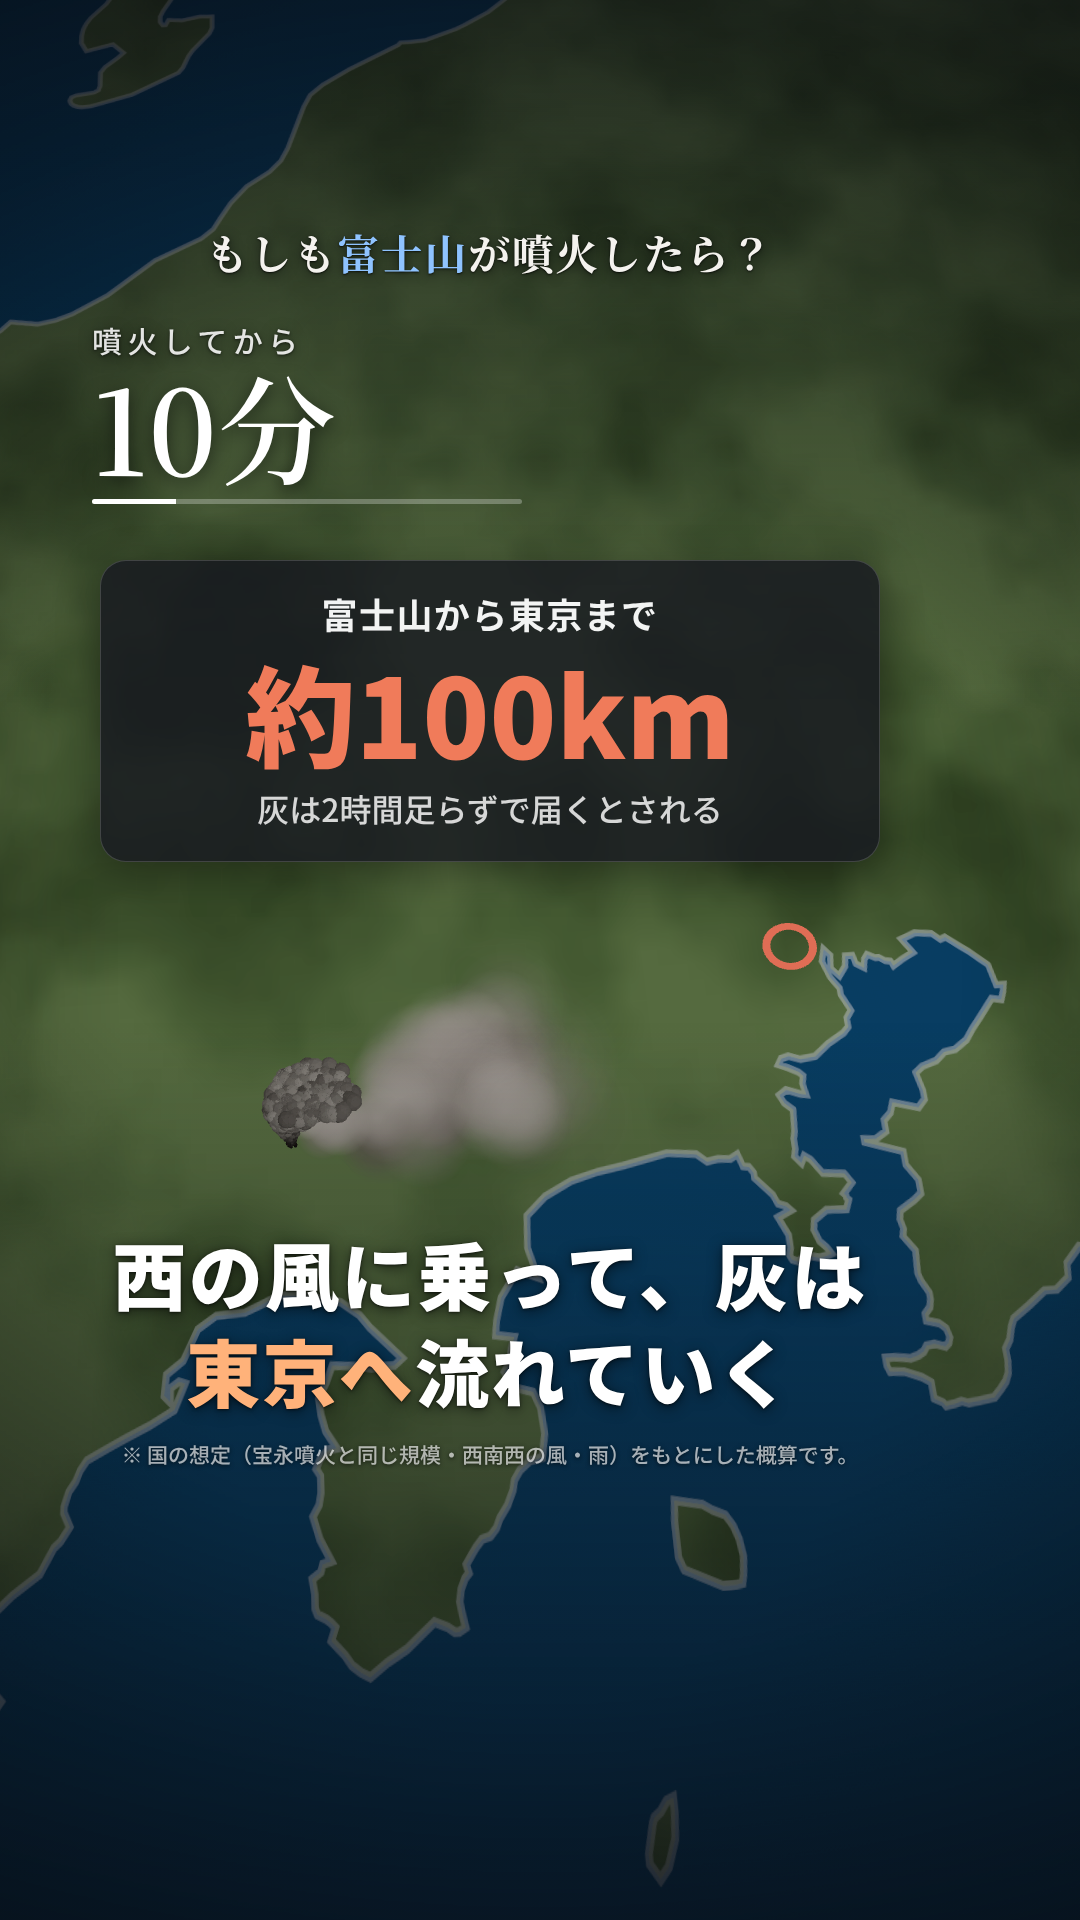 もしも富士山が噴火したら？
噴火してから
10分
富士山から東京まで
約100km
灰は2時間足らずで届くとされる
西の風に乗って、灰は
東京へ流れていく
※ 国の想定（宝永噴火と同じ規模・西南西の風・雨）をもとにした概算です。